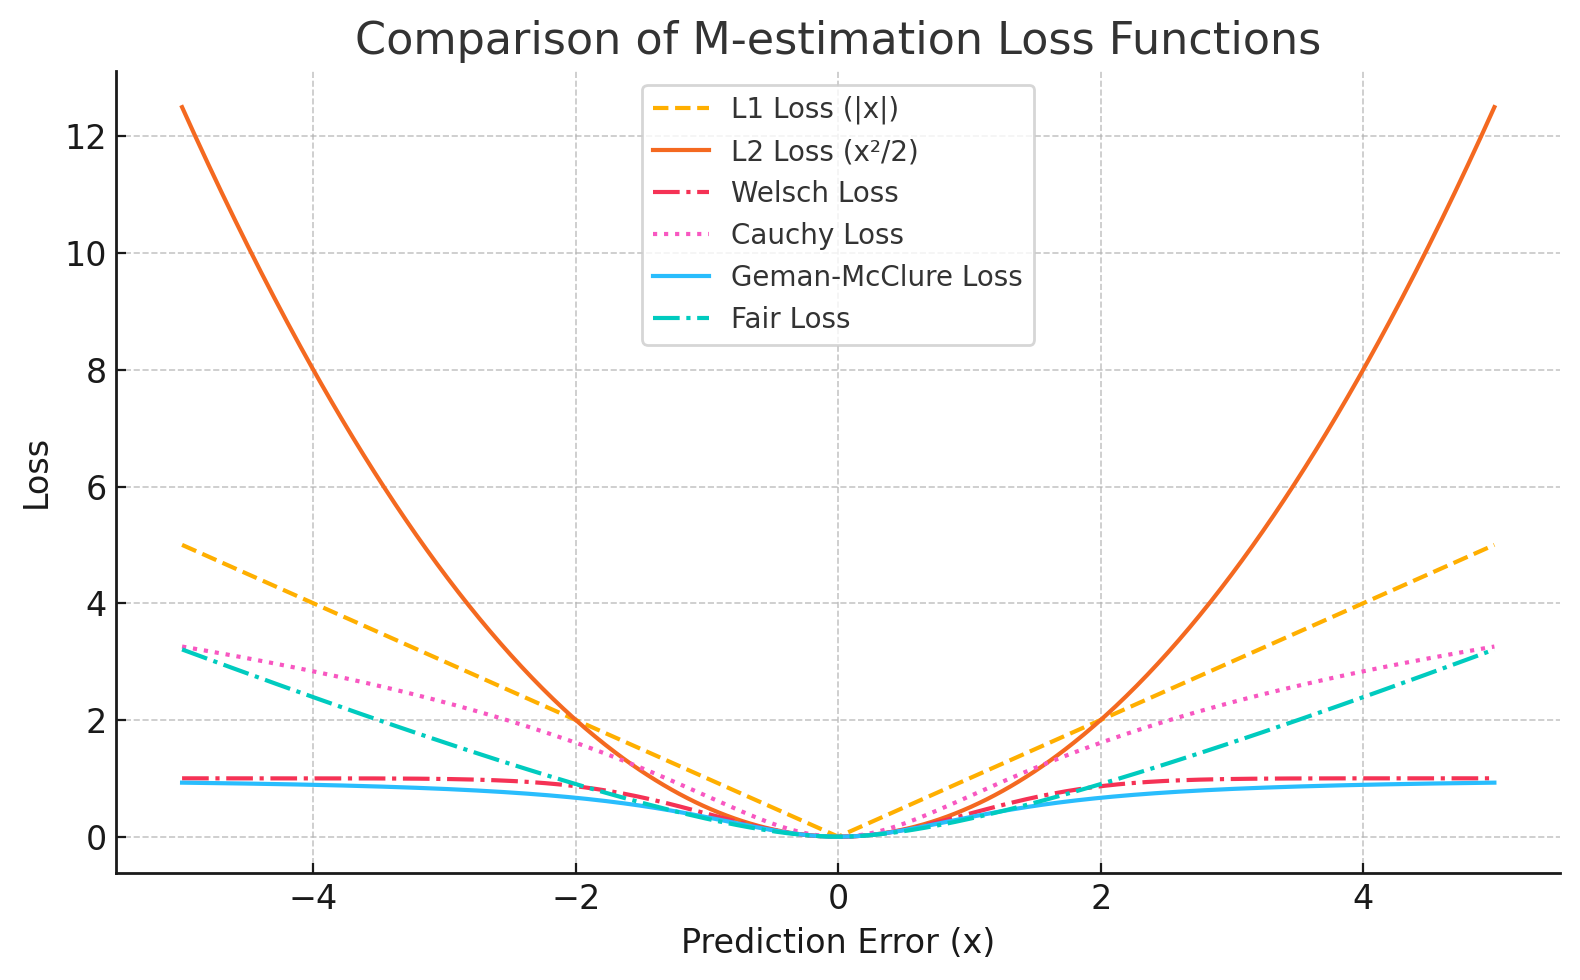 Comparison of M-estimation Loss Functions
L1 Loss (|x|)
L2 Loss (x²/2)
Welsch Loss
Cauchy Loss
Geman-McClure Loss
Fair Loss
Loss
12
10
8
6
4
2
0
−4
−2
0
2
4
Prediction Error (x)